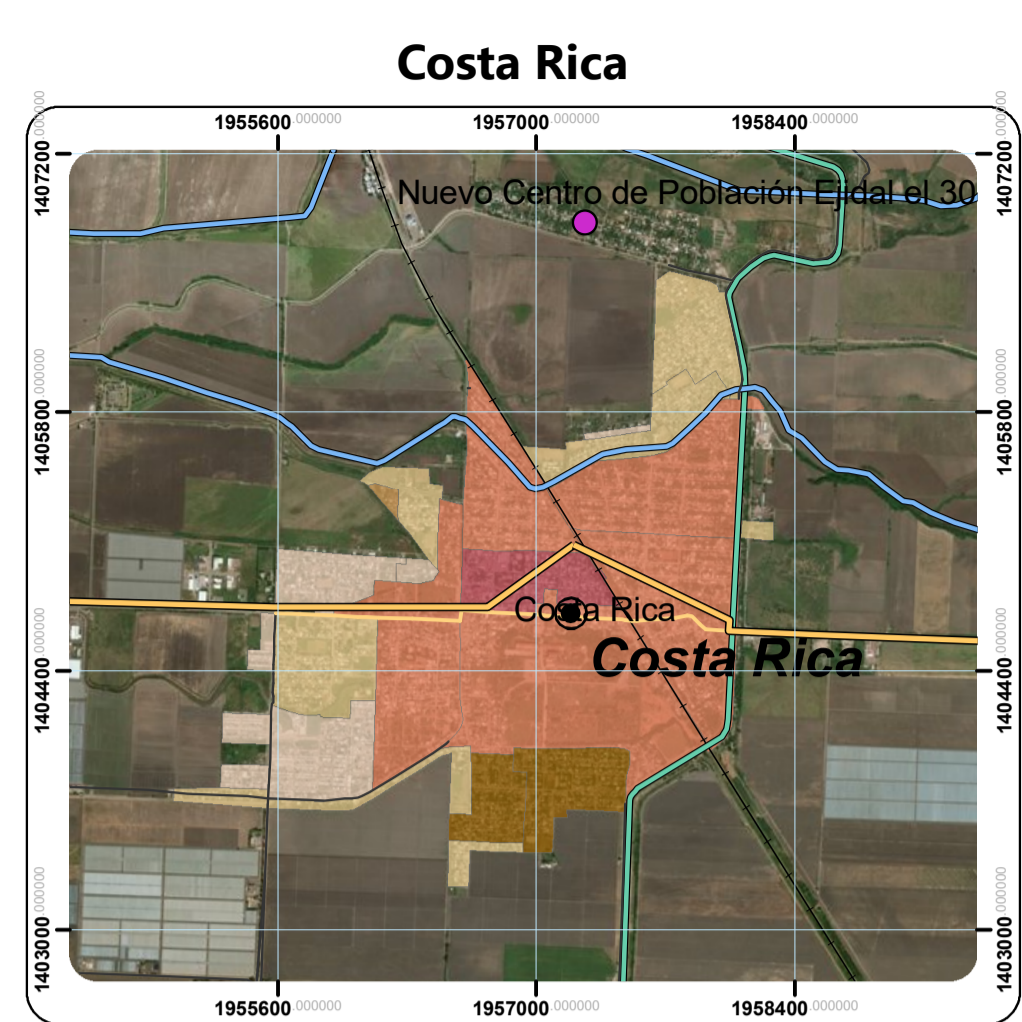 Costa Rica
1955600.000000 1957000.000000 1958400.000000
1407200.000000 1407200.000000
Nuevo Centro de Población Ejidal el 30
1405800.000000 1405800.000000
Costa Rica
Costa Rica
1404400.000000 1404400.000000
1403000.000000 1403000.000000
1955600.000000 1957000.000000 1958400.000000